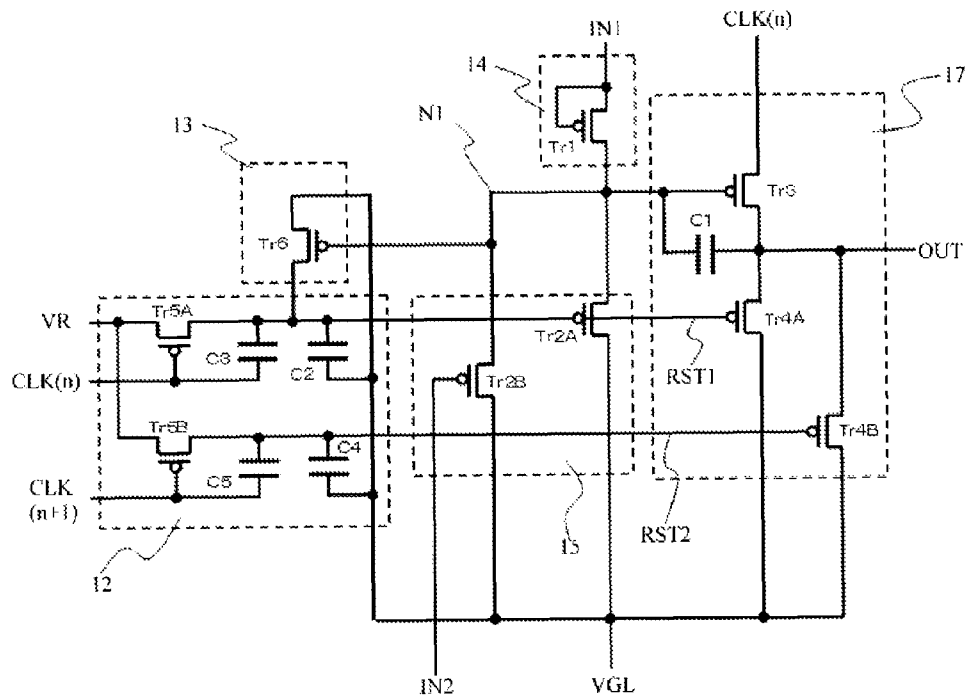 IN1
CLK(n)
14
17
N1
13
Tr1
Tr3
C1
Tr6
OUT
Tr5A
VR
Tr2A
Tr4A
C3
C2
RST1
CLK(n)
Tr2B
Tr5B
C4
Tr4B
C5
CLK
(n+1)
15
RST2
12
IN2
VGL